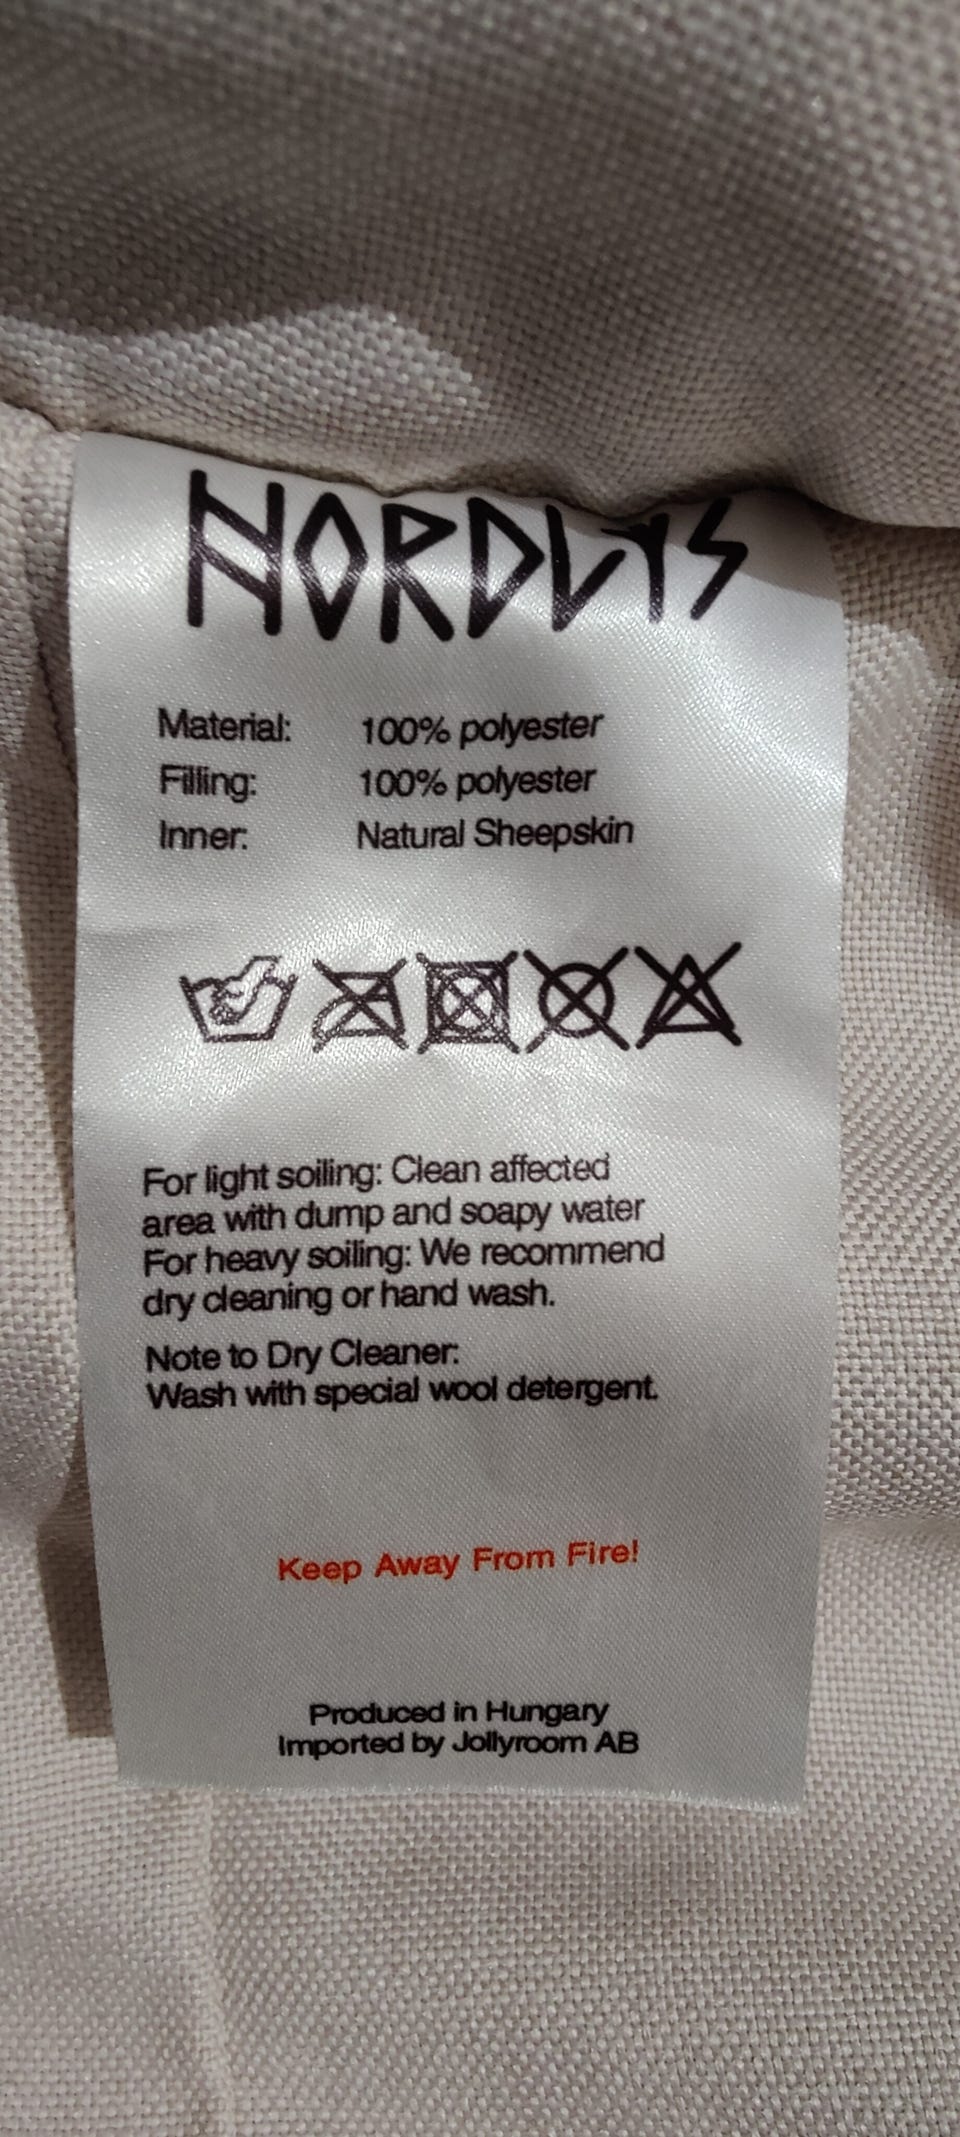 NORDLYS
Material: 100% polyester
Filling: 100% polyester
Inner: Natural Sheepskin
For light soiling: Clean affected
area with dump and soapy water
For heavy soiling: We recommend
dry cleaning or hand wash.
Note to Dry Cleaner:
Wash with special wool detergent.
Keep Away From Fire!
Produced in Hungary
Imported by Jollyroom AB